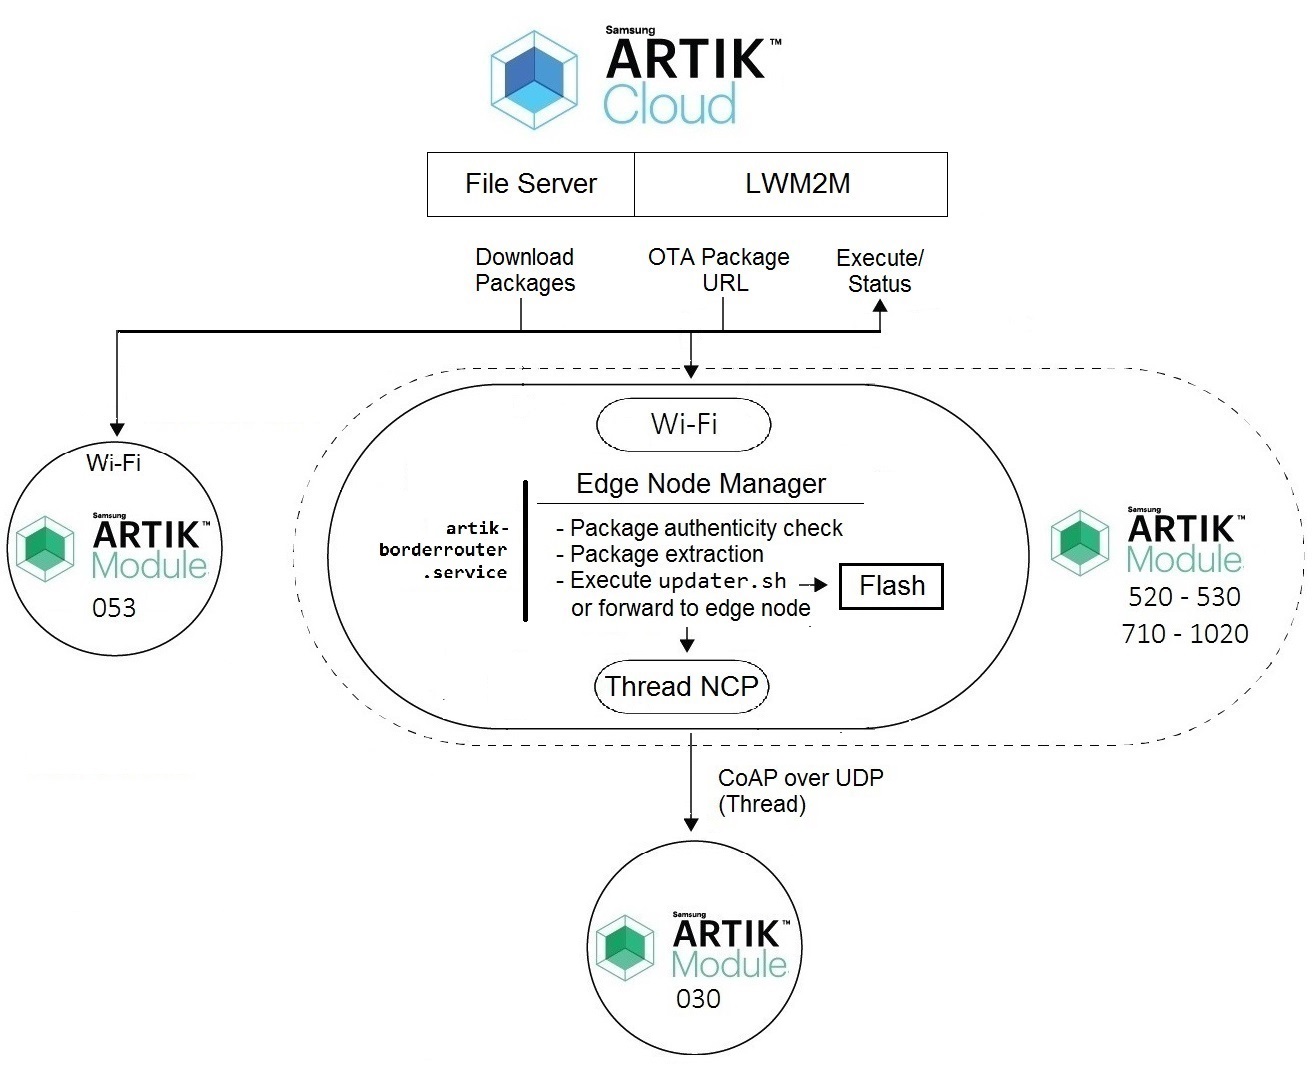 Samsung
ARTIK™
Cloud
File Server
LWM2M
Download
Packages
OTA Package
URL
Execute/
Status
Wi-Fi
Wi-Fi
Samsung
ARTIK™
Module
053
Edge Node Manager
artik-
borderrouter
.service
- Package authenticity check
- Package extraction
- Execute updater.sh
or forward to edge node
Flash
Samsung
ARTIK™
Module
520 - 530
710 - 1020
Thread NCP
CoAP over UDP
(Thread)
Samsung
ARTIK™
Module
030